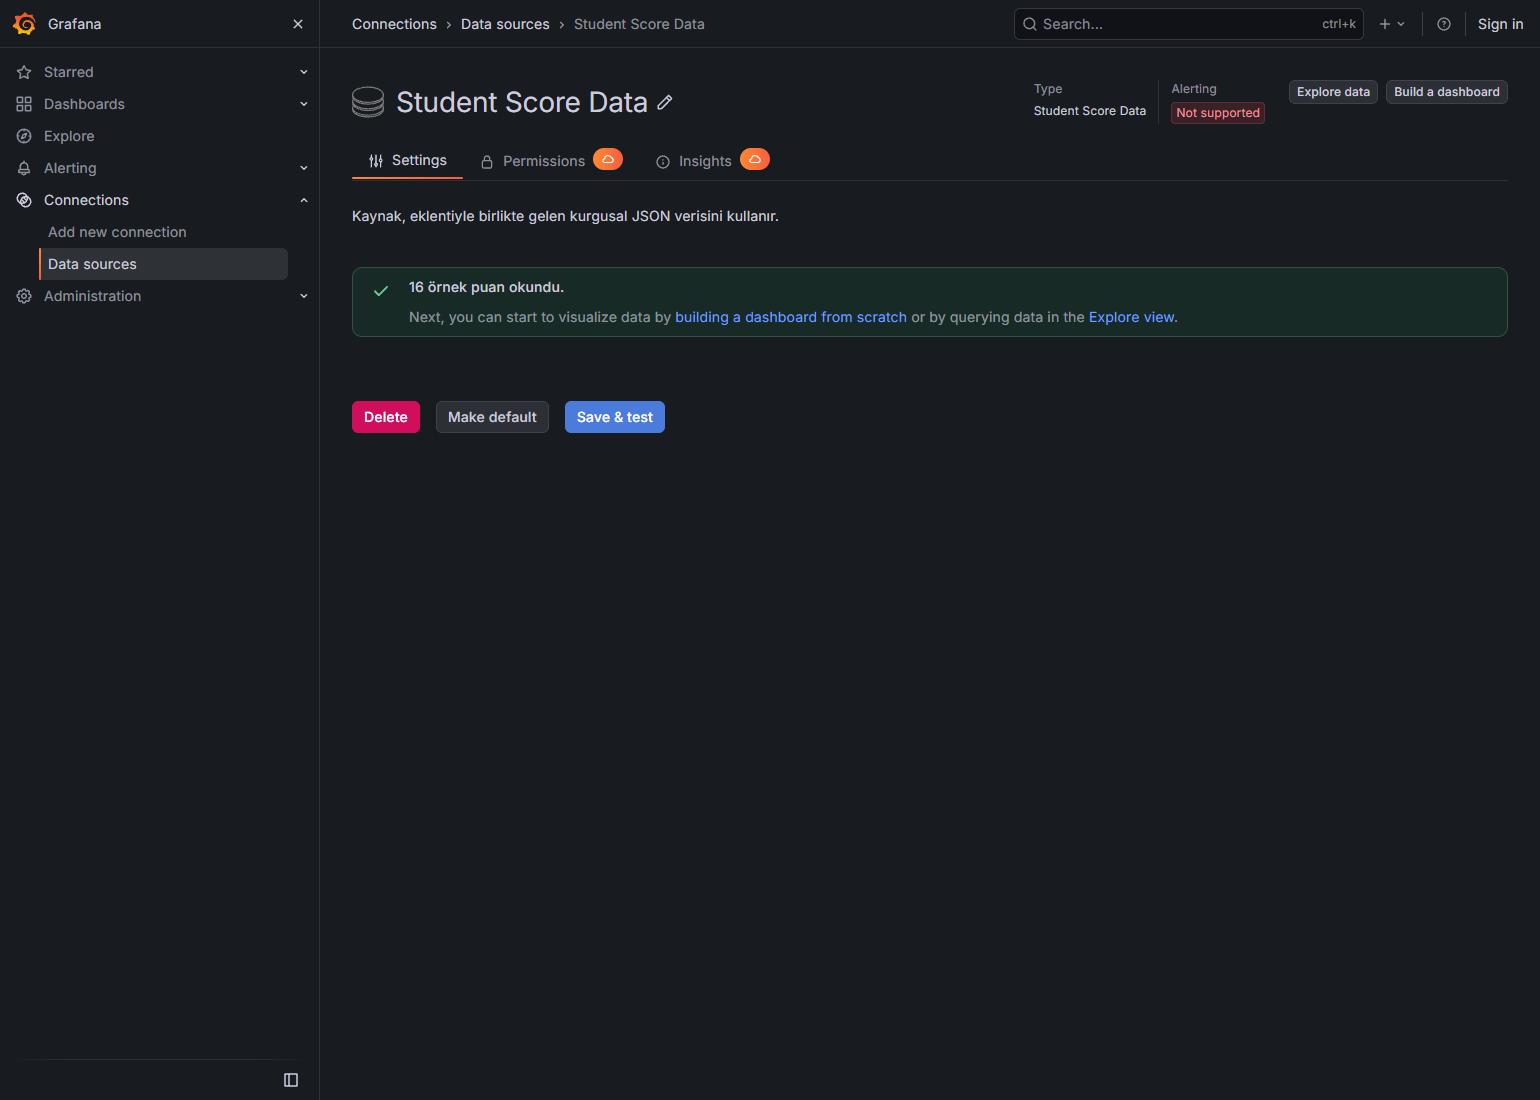 Grafana
Connections › Data sources › Student Score Data
Search...
ctrl+k
Sign in
Starred
Dashboards
Explore
Alerting
Connections
Add new connection
Data sources
Administration
Student Score Data
Type
Student Score Data
Alerting
Not supported
Explore data
Build a dashboard
Settings
Permissions
Insights
Kaynak, eklentiyle birlikte gelen kurgusal JSON verisini kullanır.
16 örnek puan okundu.
Next, you can start to visualize data by building a dashboard from scratch or by querying data in the Explore view.
Delete
Make default
Save & test